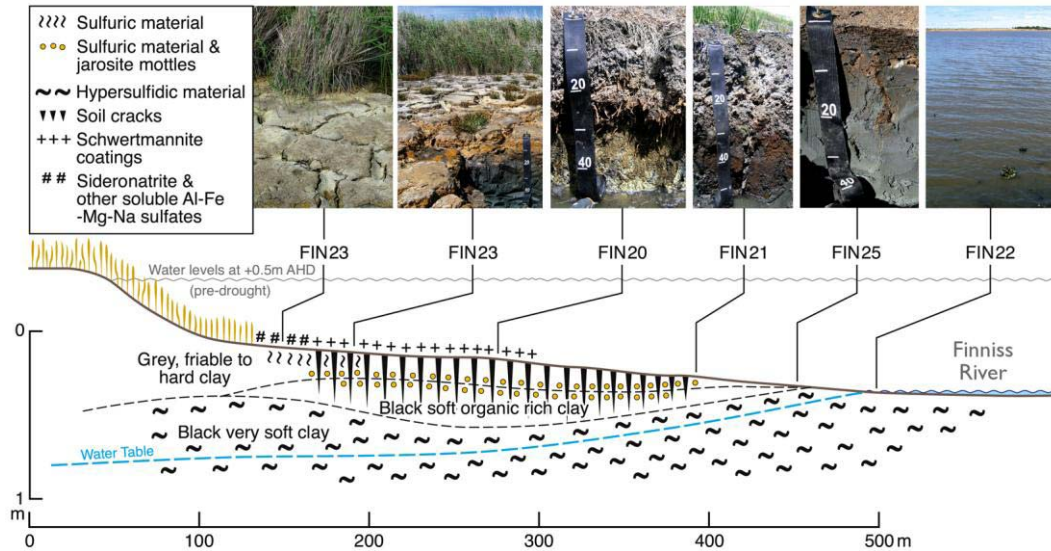 Sulfuric material
Sulfuric material &
jarosite mottles
Hypersulfidic material
Soil cracks
+++ Schwertmannite
coatings
## Sideronatrite &
other soluble Al-Fe
-Mg-Na sulfates
20
40
20
40
20
40
FIN23
FIN23
FIN20
FIN21
FIN25
FIN22
Water levels at +0.5m AHD
(pre-drought)
0
Grey, friable to
hard clay
Finniss
River
Black soft organic rich clay
Black very soft clay
Water Table
1
m
0
100
200
300
400
500 m